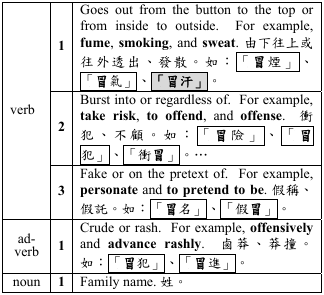 Goes out from the button to the top or
from inside to outside. For example,
fume, smoking, and sweat. 由下往上或
往外透出、發散。如：「冒煙」、
「冒氣」、「冒汗」。
verb
1
Burst into or regardless of. For example,
take risk, to offend, and offense. 衝
犯、不顧。如：「冒險」、「冒
犯」、「衝冒」。…
2
Fake or on the pretext of. For example,
personate and to pretend to be. 假稱、
假託。如：「冒名」、「假冒」。
3
ad-
verb
1
Crude or rash. For example, offensively
and advance rashly. 鹵莽、莽撞。
如：「冒犯」、「冒進」。
noun
1
Family name. 姓。